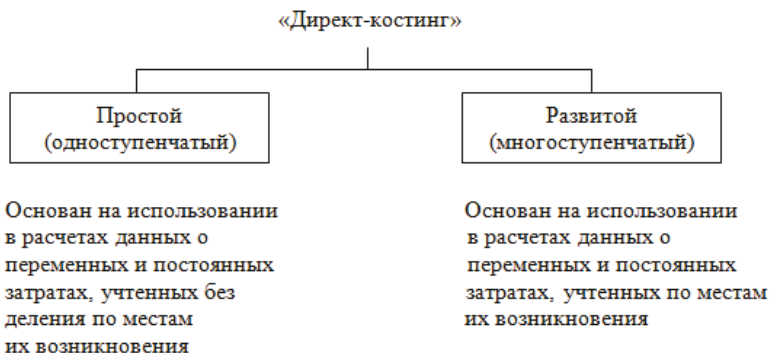 «Директ-костинг»
Простой
(одноступенчатый)
Развитой
(многоступенчатый)
Основан на использовании
в расчетах данных о
переменных и постоянных
затратах, учтенных без
деления по местам
их возникновения
Основан на использовании
в расчетах данных о
переменных и постоянных
затратах, учтенных по местам
их возникновения